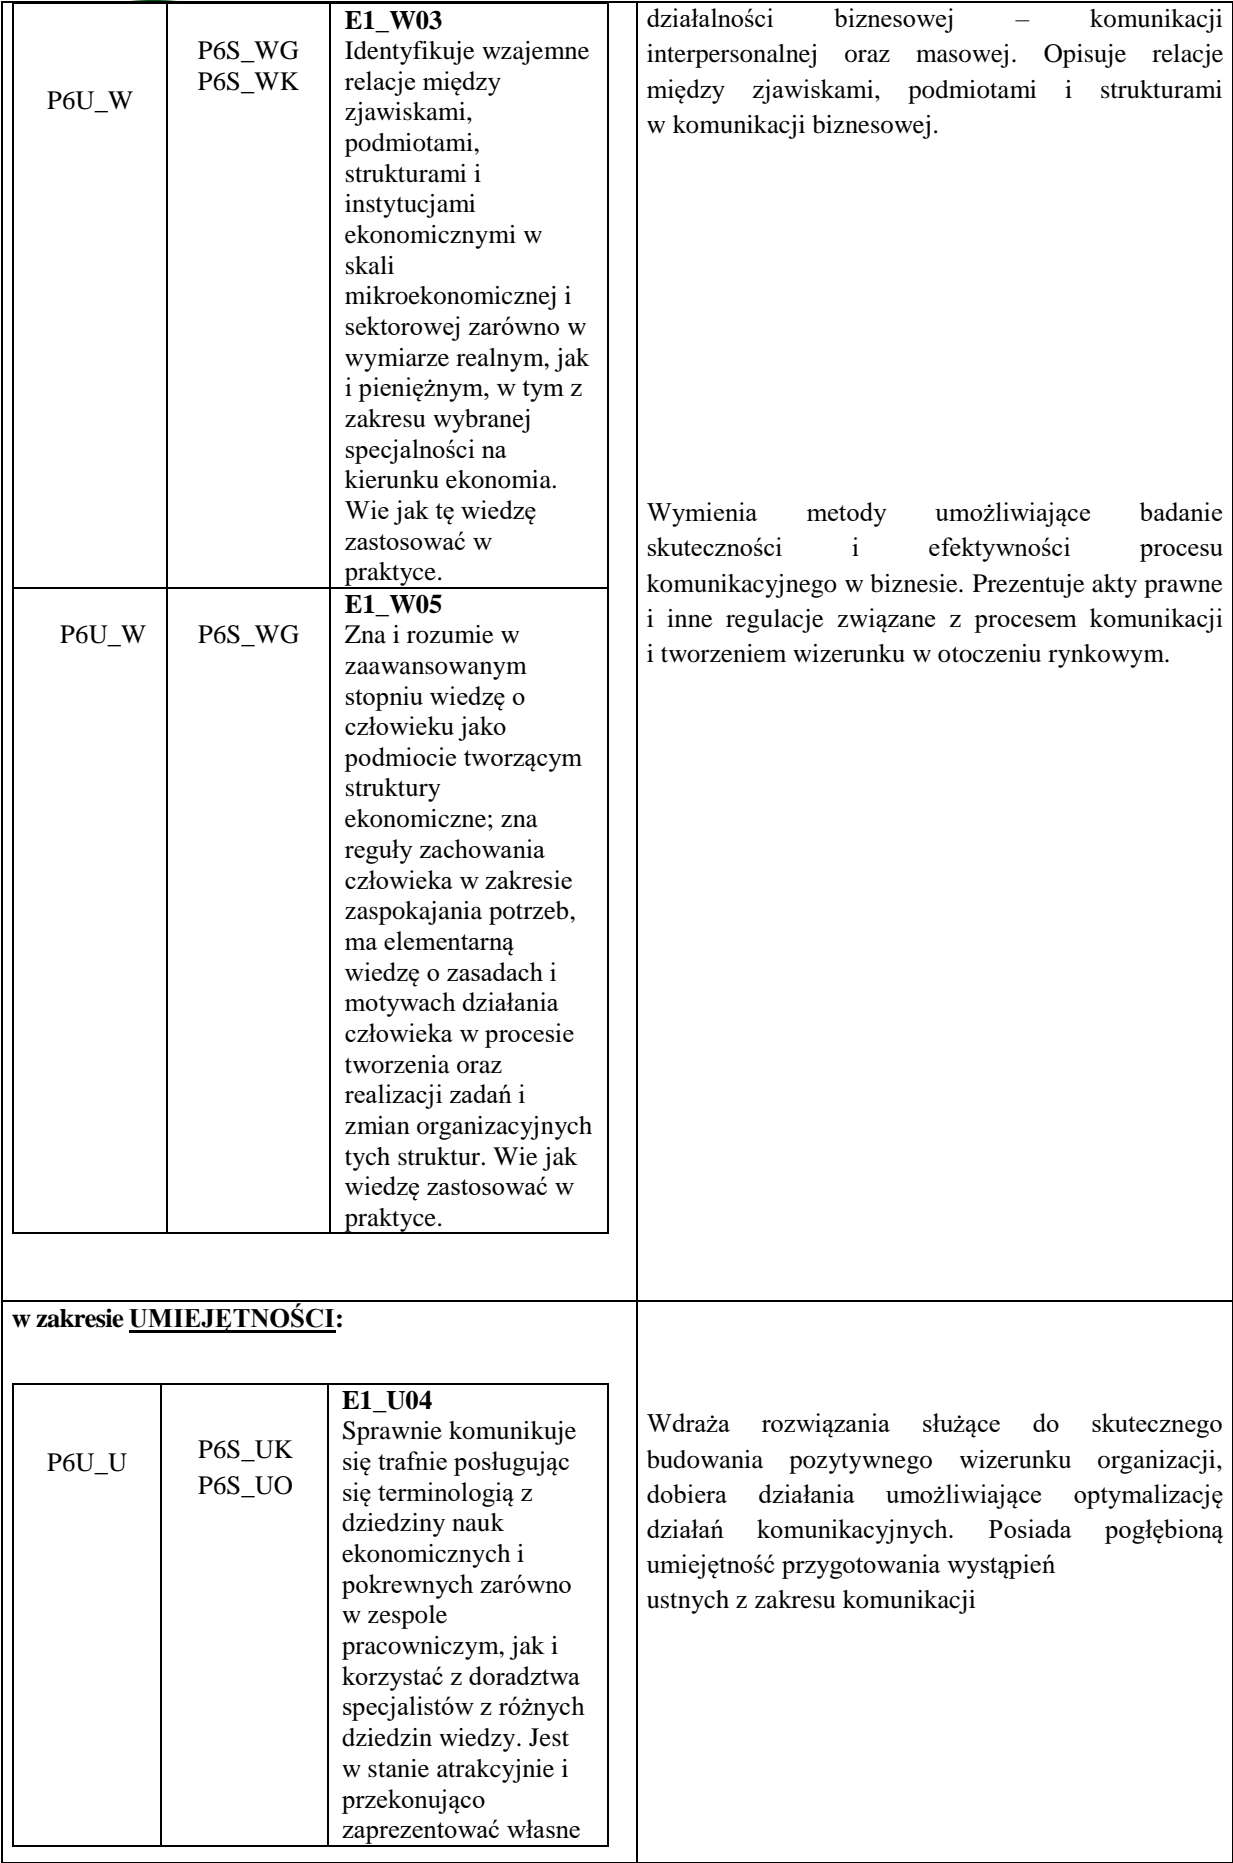 P6U_W
P6S_WG
P6S_WK
E1_W03
Identyfikuje wzajemne
relacje między
zjawiskami,
podmiotami,
strukturami i
instytucjami
ekonomicznymi w
skali
mikroekonomicznej i
sektorowej zarówno w
wymiarze realnym, jak
i pieniężnym, w tym z
zakresu wybranej
specjalności na
kierunku ekonomia.
Wie jak tę wiedzę
zastosować w
praktyce.
P6U_W
P6S_WG
E1_W05
Zna i rozumie w
zaawansowanym
stopniu wiedzę o
człowieku jako
podmiocie tworzącym
struktury
ekonomiczne; zna
reguły zachowania
człowieka w zakresie
zaspokajania potrzeb,
ma elementarną
wiedzę o zasadach i
motywach działania
człowieka w procesie
tworzenia oraz
realizacji zadań i
zmian organizacyjnych
tych struktur. Wie jak
wiedzę zastosować w
praktyce.
działalności biznesowej – komunikacji
interpersonalnej oraz masowej. Opisuje relacje
między zjawiskami, podmiotami i strukturami
w komunikacji biznesowej.
Wymienia metody umożliwiające badanie
skuteczności i efektywności procesu
komunikacyjnego w biznesie. Prezentuje akty prawne
i inne regulacje związane z procesem komunikacji
i tworzeniem wizerunku w otoczeniu rynkowym.
w zakresie UMIEJĘTNOŚCI:
P6U_U
P6S_UK
P6S_UO
E1_U04
Sprawnie komunikuje
się trafnie posługując
się terminologią z
dziedziny nauk
ekonomicznych i
pokrewnych zarówno
w zespole
pracowniczym, jak i
korzystać z doradztwa
specjalistów z różnych
dziedzin wiedzy. Jest
w stanie atrakcyjnie i
przekonująco
zaprezentować własne
Wdraża rozwiązania służące do skutecznego
budowania pozytywnego wizerunku organizacji,
dobiera działania umożliwiające optymalizację
działań komunikacyjnych. Posiada pogłębioną
umiejętność przygotowania wystąpień
ustnych z zakresu komunikacji